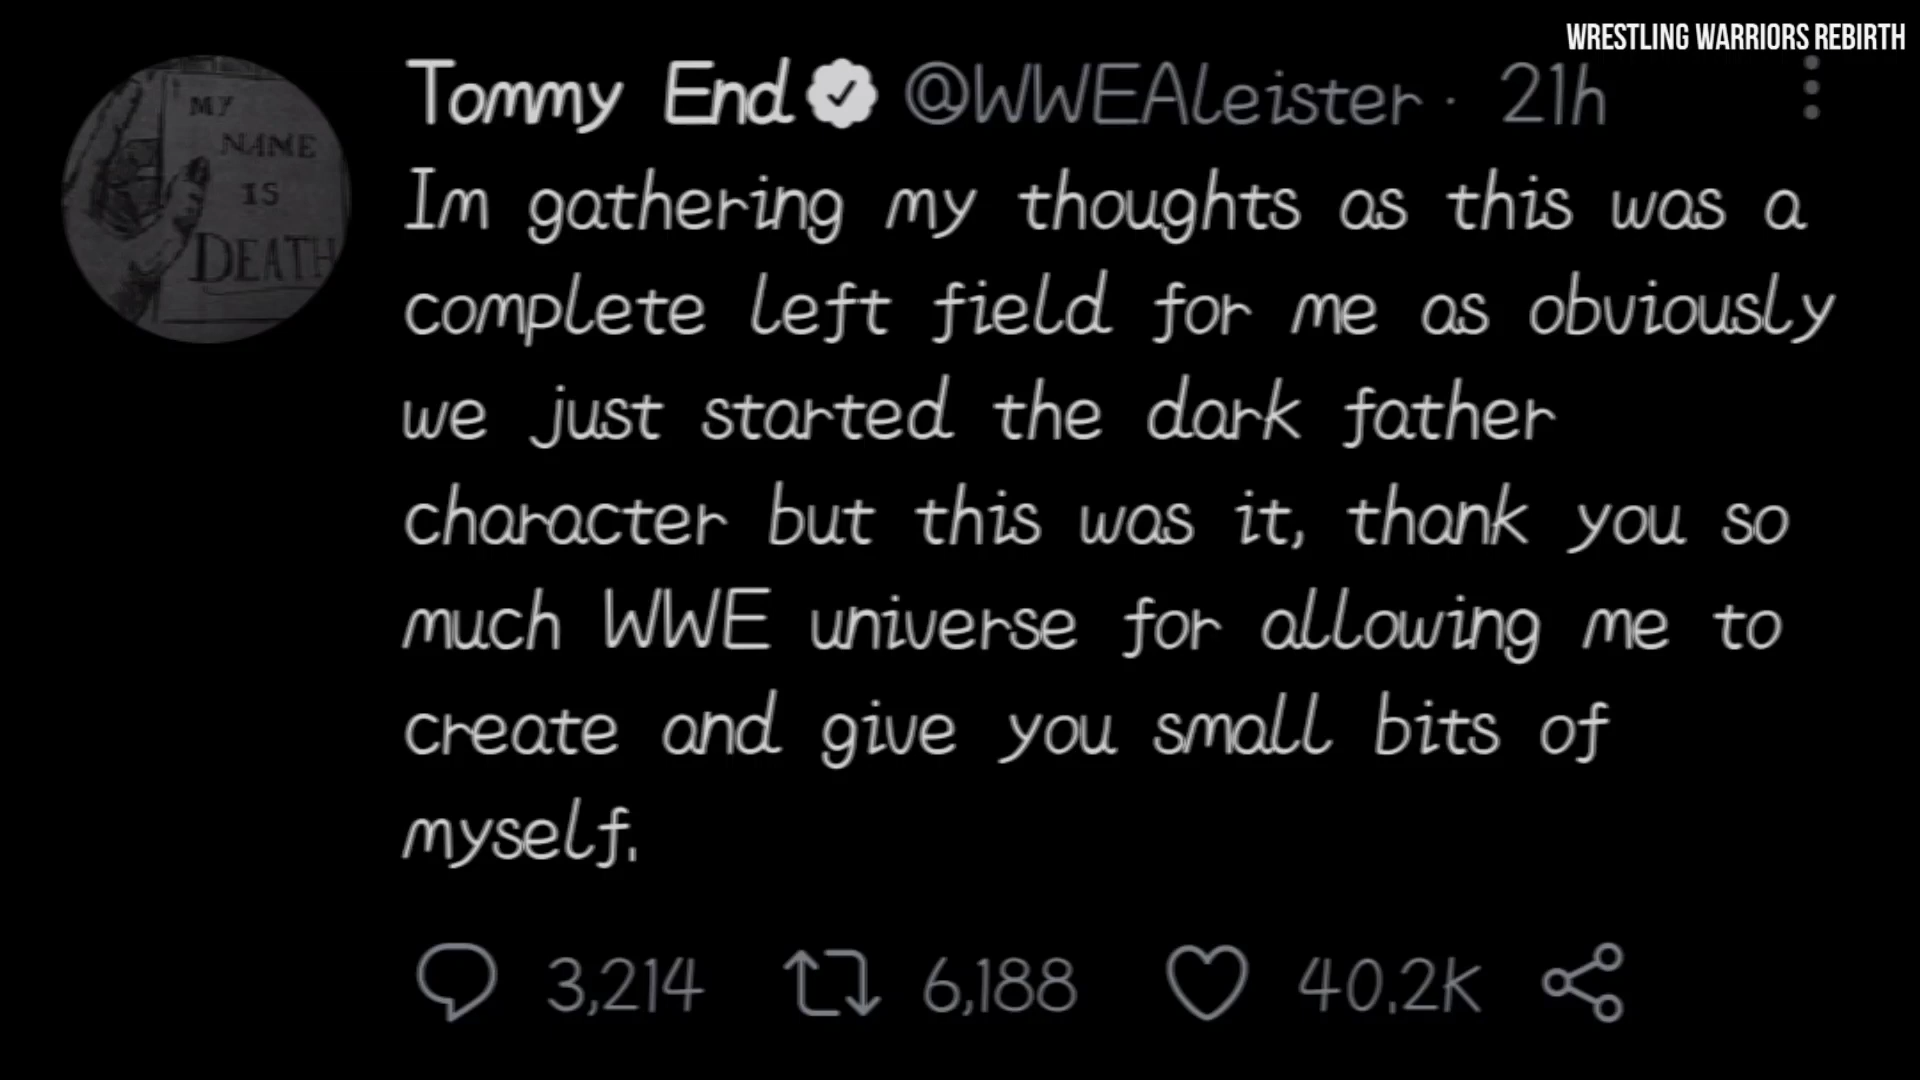 WRESTLING WARRIORS REBIRTH
Tommy End @WWEAleister · 21h
MY
NAME
IS
DEATH
Im gathering my thoughts as this was a
complete left field for me as obviously
we just started the dark father
character but this was it, thank you so
much WWE universe for allowing me to
create and give you small bits of
myself.
3,214 6,188 40.2K